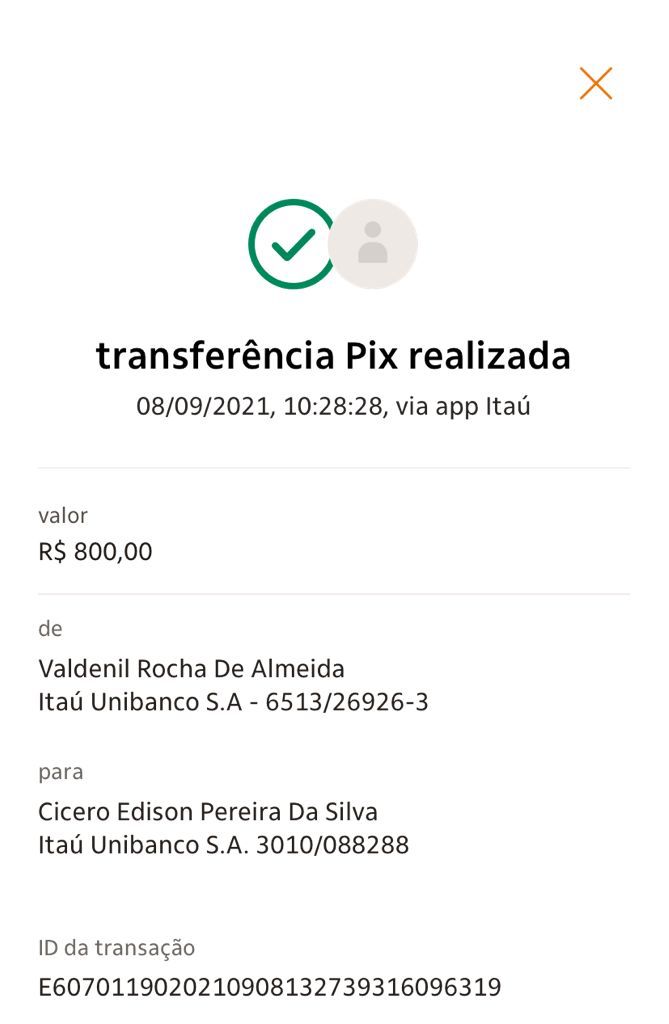 transferência Pix realizada
08/09/2021, 10:28:28, via app Itaú
valor
R$ 800,00
de
Valdenil Rocha De Almeida
Itaú Unibanco S.A - 6513/26926-3
para
Cicero Edison Pereira Da Silva
Itaú Unibanco S.A. 3010/088288
ID da transação
E60701190202109081327393160963​19